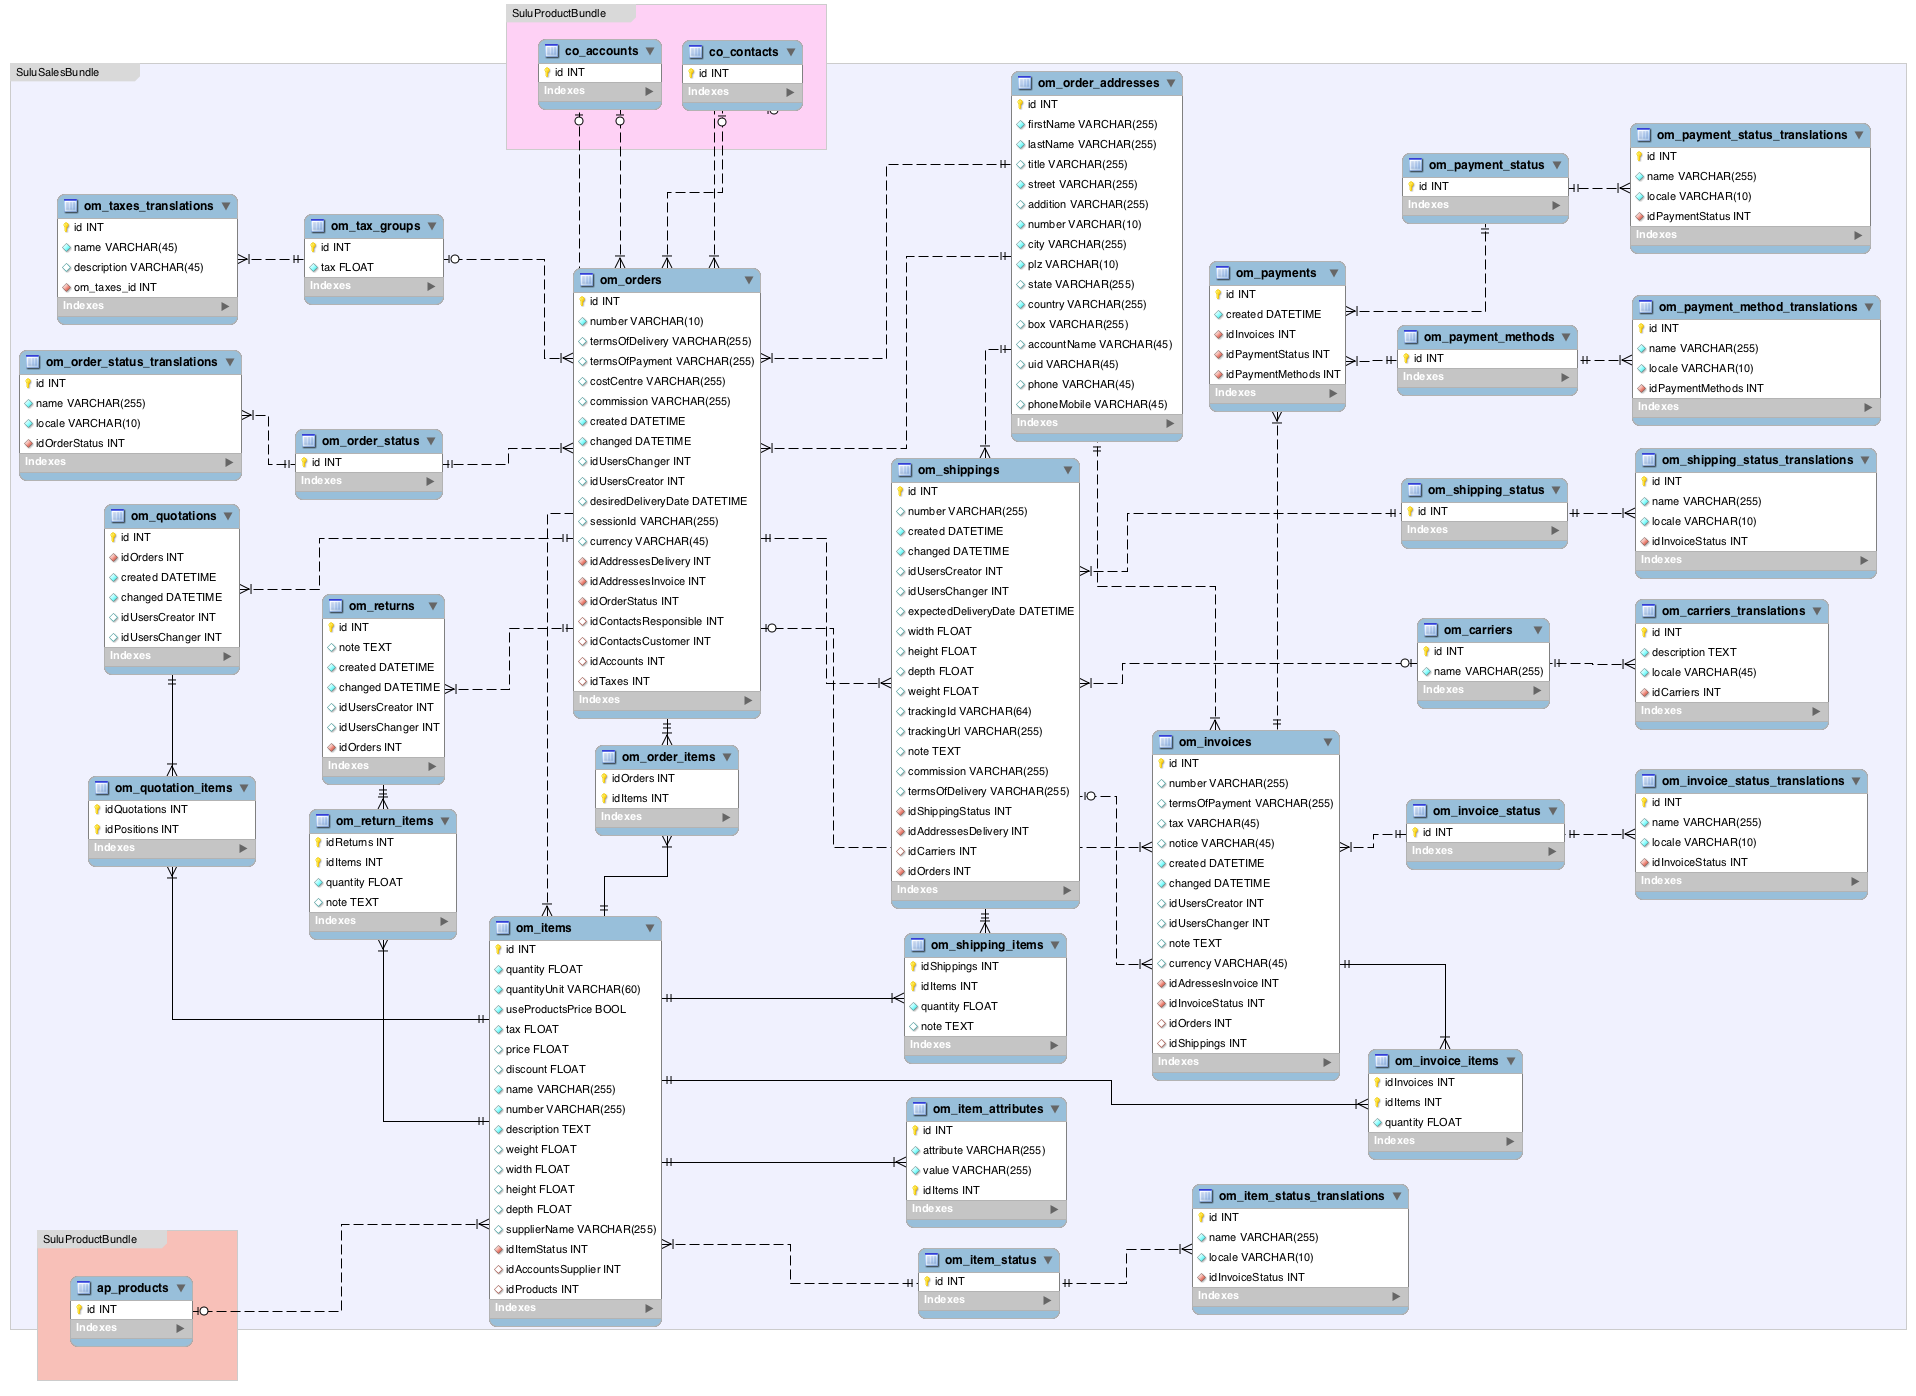 SuluProductBundle
co_accounts
id INT
Indexes
co_contacts
id INT
Indexes
SuluSalesBundle
om_order_addresses
id INT
firstName VARCHAR(255)
lastName VARCHAR(255)
title VARCHAR(255)
street VARCHAR(255)
addition VARCHAR(255)
number VARCHAR(10)
city VARCHAR(255)
plz VARCHAR(10)
state VARCHAR(255)
country VARCHAR(255)
box VARCHAR(255)
accountName VARCHAR(45)
uid VARCHAR(45)
phone VARCHAR(45)
phoneMobile VARCHAR(45)
Indexes
om_payment_status
id INT
Indexes
om_payment_status_translations
id INT
name VARCHAR(255)
locale VARCHAR(10)
idPaymentStatus INT
Indexes
om_taxes_translations
id INT
name VARCHAR(45)
description VARCHAR(45)
om_taxes_id INT
Indexes
om_tax_groups
id INT
tax FLOAT
Indexes
om_orders
id INT
number VARCHAR(10)
termsOfDelivery VARCHAR(255)
termsOfPayment VARCHAR(255)
costCentre VARCHAR(255)
commission VARCHAR(255)
created DATETIME
changed DATETIME
idUsersChanger INT
idUsersCreator INT
desiredDeliveryDate DATETIME
sessionId VARCHAR(255)
currency VARCHAR(45)
idAddressesDelivery INT
idAddressesInvoice INT
idOrderStatus INT
idContactsResponsible INT
idContactsCustomer INT
idAccounts INT
idTaxes INT
Indexes
om_payments
id INT
created DATETIME
idInvoices INT
idPaymentStatus INT
idPaymentMethods INT
Indexes
om_payment_methods
id INT
Indexes
om_payment_method_translations
id INT
name VARCHAR(255)
locale VARCHAR(10)
idPaymentMethods INT
Indexes
om_order_status_translations
id INT
name VARCHAR(255)
locale VARCHAR(10)
idOrderStatus INT
Indexes
om_order_status
id INT
Indexes
om_shippings
id INT
number VARCHAR(255)
created DATETIME
changed DATETIME
idUsersCreator INT
idUsersChanger INT
expectedDeliveryDate DATETIME
width FLOAT
height FLOAT
depth FLOAT
weight FLOAT
trackingId VARCHAR(64)
trackingUrl VARCHAR(255)
note TEXT
commission VARCHAR(255)
termsOfDelivery VARCHAR(255)
idShippingStatus INT
idAddressesDelivery INT
idCarriers INT
idOrders INT
Indexes
om_shipping_status
id INT
Indexes
om_shipping_status_translations
id INT
name VARCHAR(255)
locale VARCHAR(10)
idInvoiceStatus INT
Indexes
om_quotations
id INT
idOrders INT
created DATETIME
changed DATETIME
idUsersCreator INT
idUsersChanger INT
Indexes
om_returns
id INT
note TEXT
created DATETIME
changed DATETIME
idUsersCreator INT
idUsersChanger INT
idOrders INT
Indexes
om_carriers
id INT
name VARCHAR(255)
Indexes
om_carriers_translations
id INT
description TEXT
locale VARCHAR(45)
idCarriers INT
Indexes
om_invoices
id INT
number VARCHAR(255)
termsOfPayment VARCHAR(255)
tax VARCHAR(45)
notice VARCHAR(45)
created DATETIME
changed DATETIME
idUsersCreator INT
idUsersChanger INT
note TEXT
currency VARCHAR(45)
idAdressesInvoice INT
idInvoiceStatus INT
idOrders INT
idShippings INT
Indexes
om_order_items
idOrders INT
idItems INT
Indexes
om_quotation_items
idQuotations INT
idPositions INT
Indexes
om_return_items
idReturns INT
idItems INT
quantity FLOAT
note TEXT
Indexes
om_invoice_status
id INT
Indexes
om_invoice_status_translations
id INT
name VARCHAR(255)
locale VARCHAR(10)
idInvoiceStatus INT
Indexes
om_items
id INT
quantity FLOAT
quantityUnit VARCHAR(60)
useProductsPrice BOOL
tax FLOAT
price FLOAT
discount FLOAT
name VARCHAR(255)
number VARCHAR(255)
description TEXT
weight FLOAT
width FLOAT
height FLOAT
depth FLOAT
supplierName VARCHAR(255)
idItemStatus INT
idAccountsSupplier INT
idProducts INT
Indexes
om_shipping_items
idShippings INT
idItems INT
quantity FLOAT
note TEXT
Indexes
om_invoice_items
idInvoices INT
idItems INT
quantity FLOAT
Indexes
om_item_attributes
id INT
attribute VARCHAR(255)
value VARCHAR(255)
idItems INT
Indexes
om_item_status
id INT
Indexes
om_item_status_translations
id INT
name VARCHAR(255)
locale VARCHAR(10)
idInvoiceStatus INT
Indexes
SuluProductBundle
ap_products
id INT
Indexes